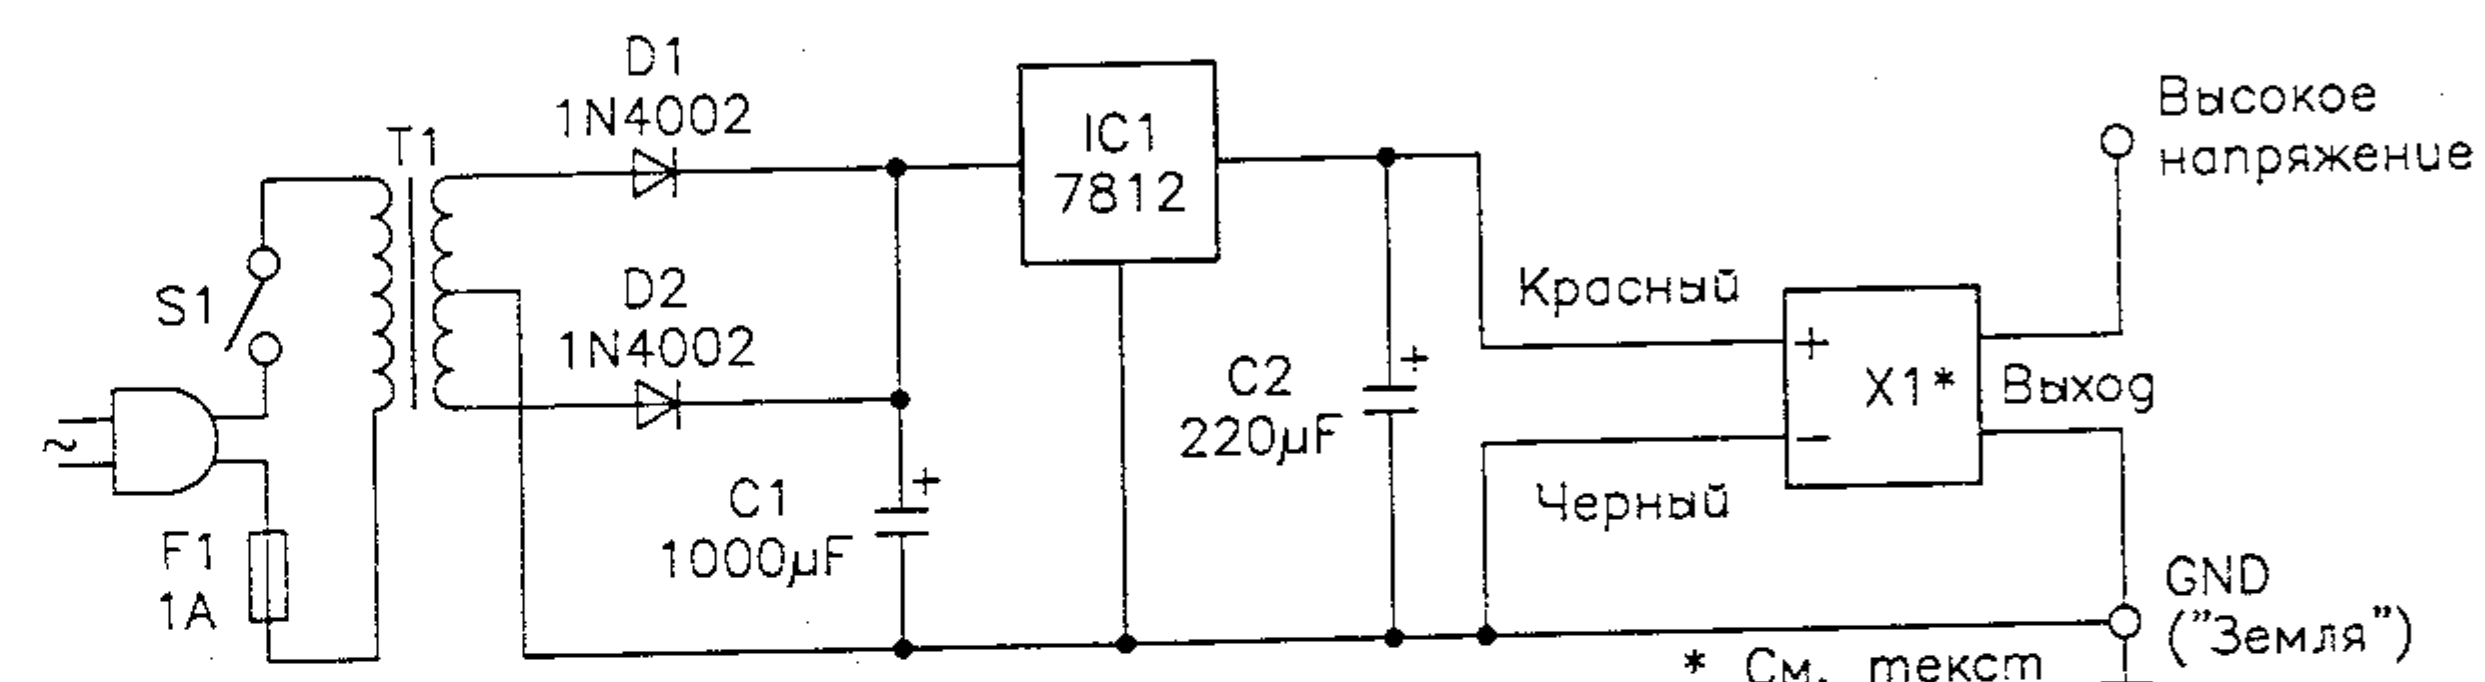 D1
1N4002
T1
S1
~
F1
1A
D2
1N4002
C1
+
1000µF
IC1
7812
C2
+
220µF
Красный
Черный
+
X1*
−
Выход
Высокое
напряжение
GND
("Земля")
* См. текст